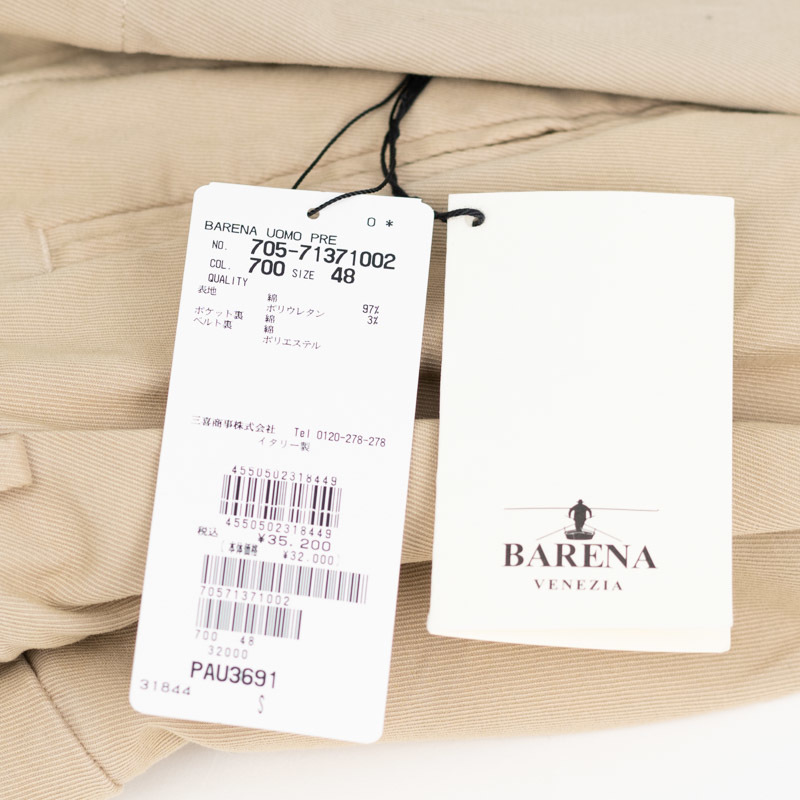 O *
BARENA UOMO PRE
NO. 705-71371002
COL. 700 SIZE 48
QUALITY
表地 綿 97%
ポリウレタン 3%
ポケット裏 綿
ベルト裏 綿
ポリエステル
三喜商事株式会社 Tel 0120-278-278
イタリー製
4550502318449
4550502318449
税込 ¥35,200
[本体価格 ¥32,000]
70571371002
700 48
32000
PAU3691
31844 S
BARENA
VENEZIA